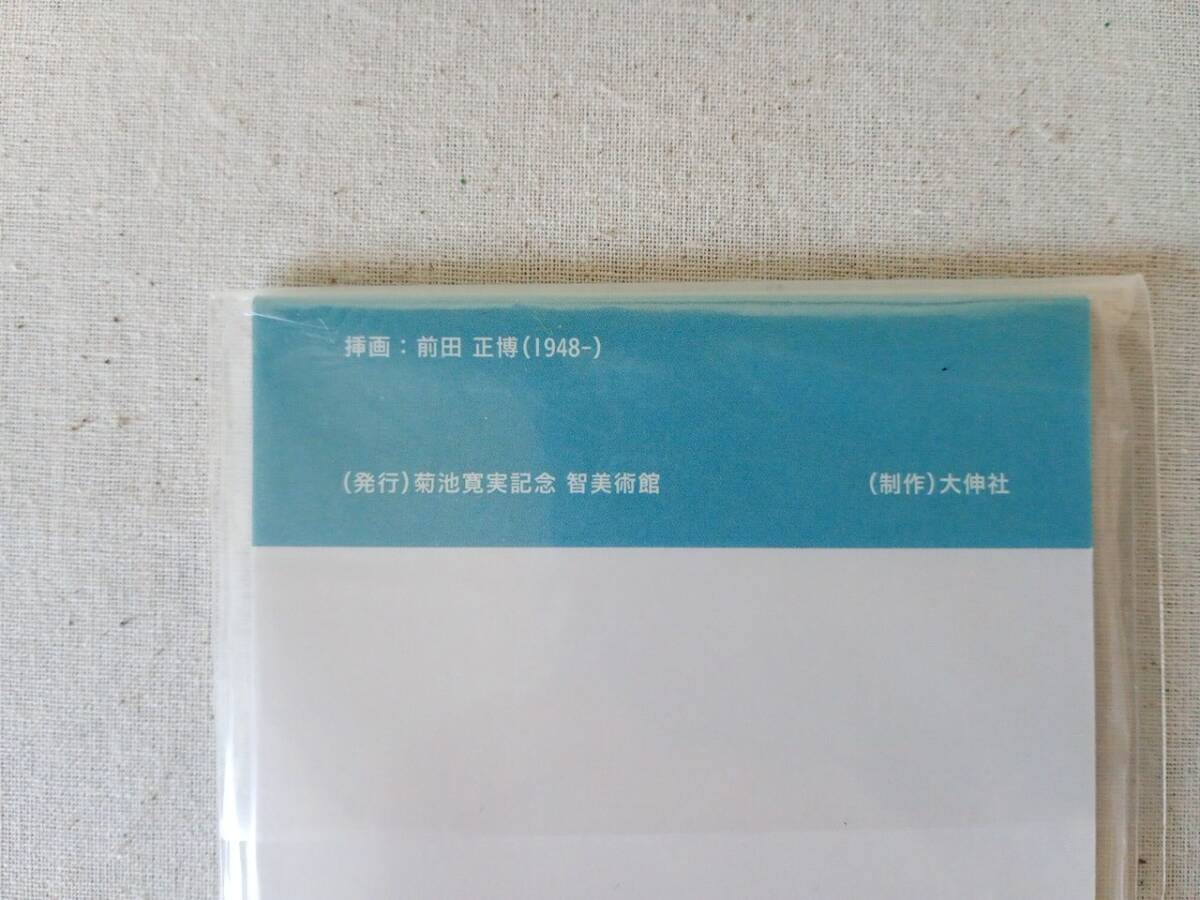 挿画：前田 正博(1948-)
(発行)菊池寛実記念 智美術館 (制作)大伸社